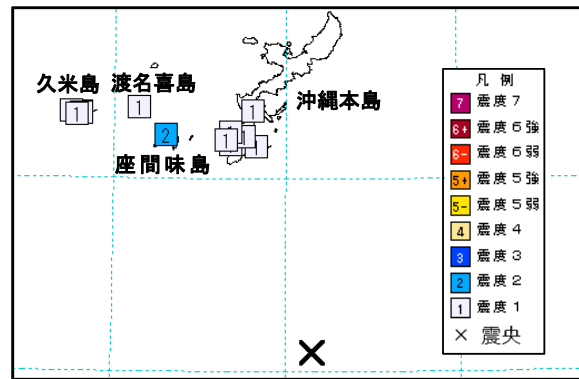 久米島
渡名喜島
沖縄本島
座間味島
1
1
1
2
1
1
1
凡例
7 震度7
6+ 震度6強
6- 震度6弱
5+ 震度5強
5- 震度5弱
4 震度4
3 震度3
2 震度2
1 震度1
× 震央
×